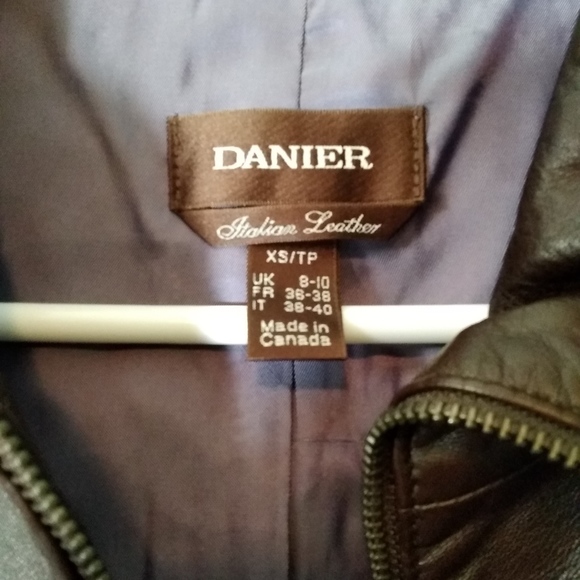 DANIER
Italian Leather
XS/TP
UK 8-10
FR 36-38
IT 38-40
Made in
Canada